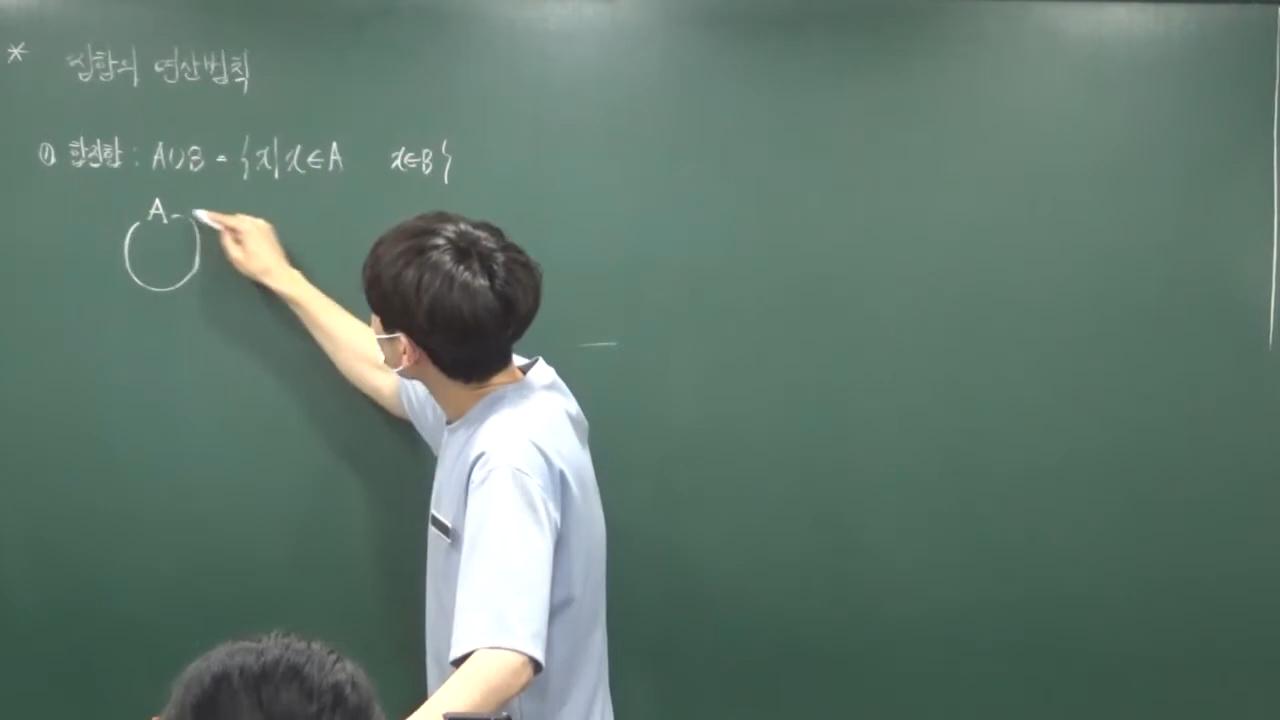 * 집합의 연산법칙
① 합집합 : A∪B = {x|x∈A x∈B}
A